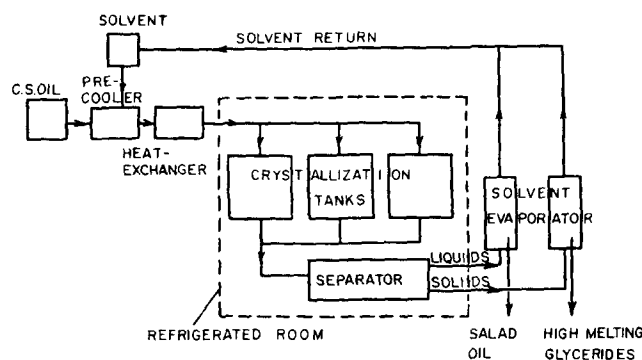 SOLVENT
SOLVENT RETURN
PRE-
COOLER
C.S.OIL
HEAT-
EXCHANGER
CRYSTALLIZATION
TANKS
SOLVENT
EVAPORATOR
LIQUIDS
SEPARATOR
SOLIDS
REFRIGERATED ROOM
SALAD
OIL
HIGH MELTING
GLYCERIDES